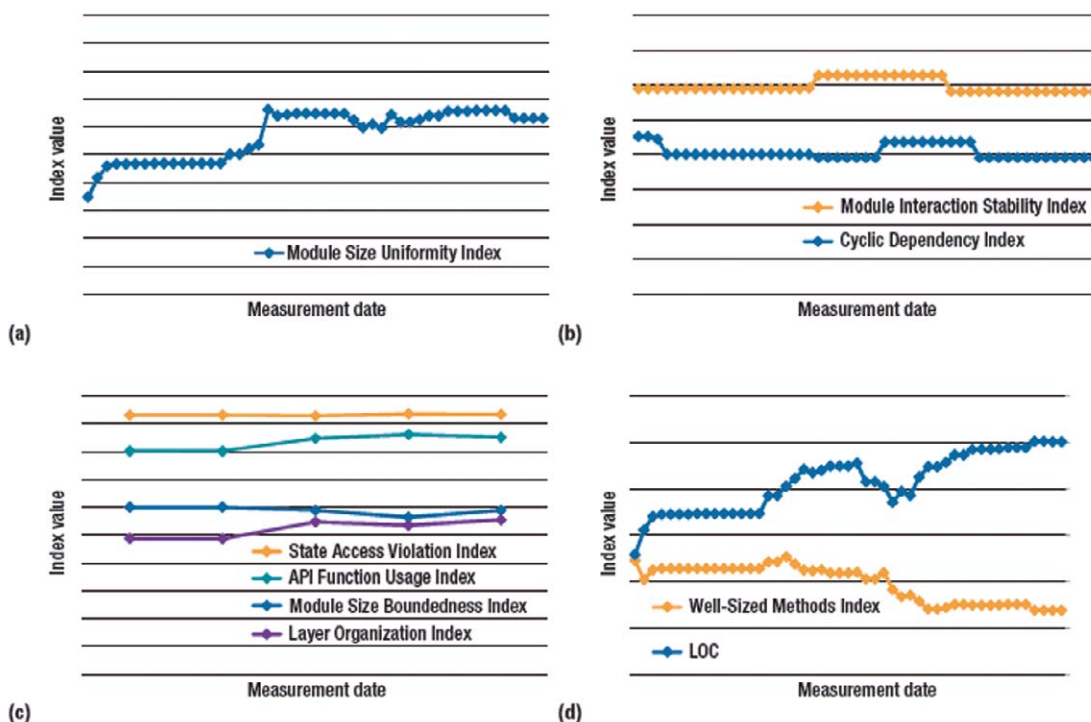 Index value
Module Size Uniformity Index
Measurement date
(a)
Index value
Module Interaction Stability Index
Cyclic Dependency Index
Measurement date
(b)
Index value
State Access Violation Index
API Function Usage Index
Module Size Boundedness Index
Layer Organization Index
Measurement date
(c)
Index value
Well-Sized Methods Index
LOC
Measurement date
(d)